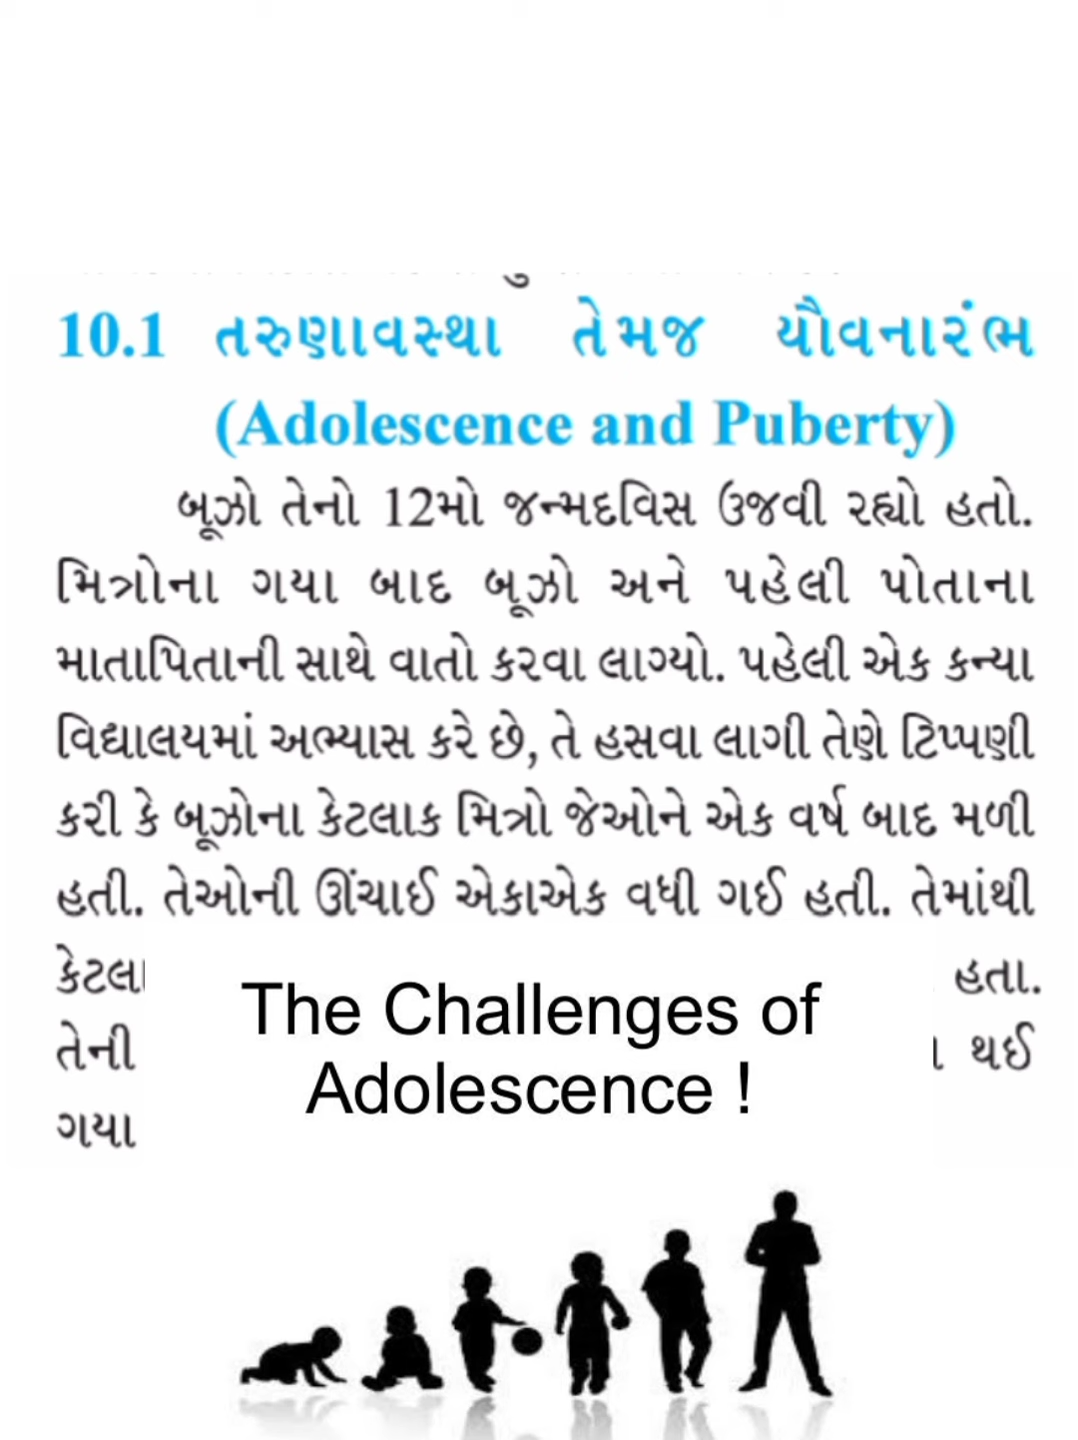 10.1 તરુણાવસ્થા તેમજ યૌવનારંભ
(Adolescence and Puberty)
બૂઝો તેનો 12મો જન્મદિવસ ઉજવી રહ્યો હતો.
મિત્રોના ગયા બાદ બૂઝો અને પહેલી પોતાના
માતાપિતાની સાથે વાતો કરવા લાગ્યો. પહેલી એક કન્યા
વિદ્યાલયમાં અભ્યાસ કરે છે, તે હસવા લાગી તેણે ટિપ્પણી
કરી કે બૂઝોના કેટલાક મિત્રો જેઓને એક વર્ષ બાદ મળી
હતી. તેઓની ઊંચાઈ એકાએક વધી ગઈ હતી. તેમાંથી
હતા.
તેની થઈ
ગયા
The Challenges of
Adolescence !